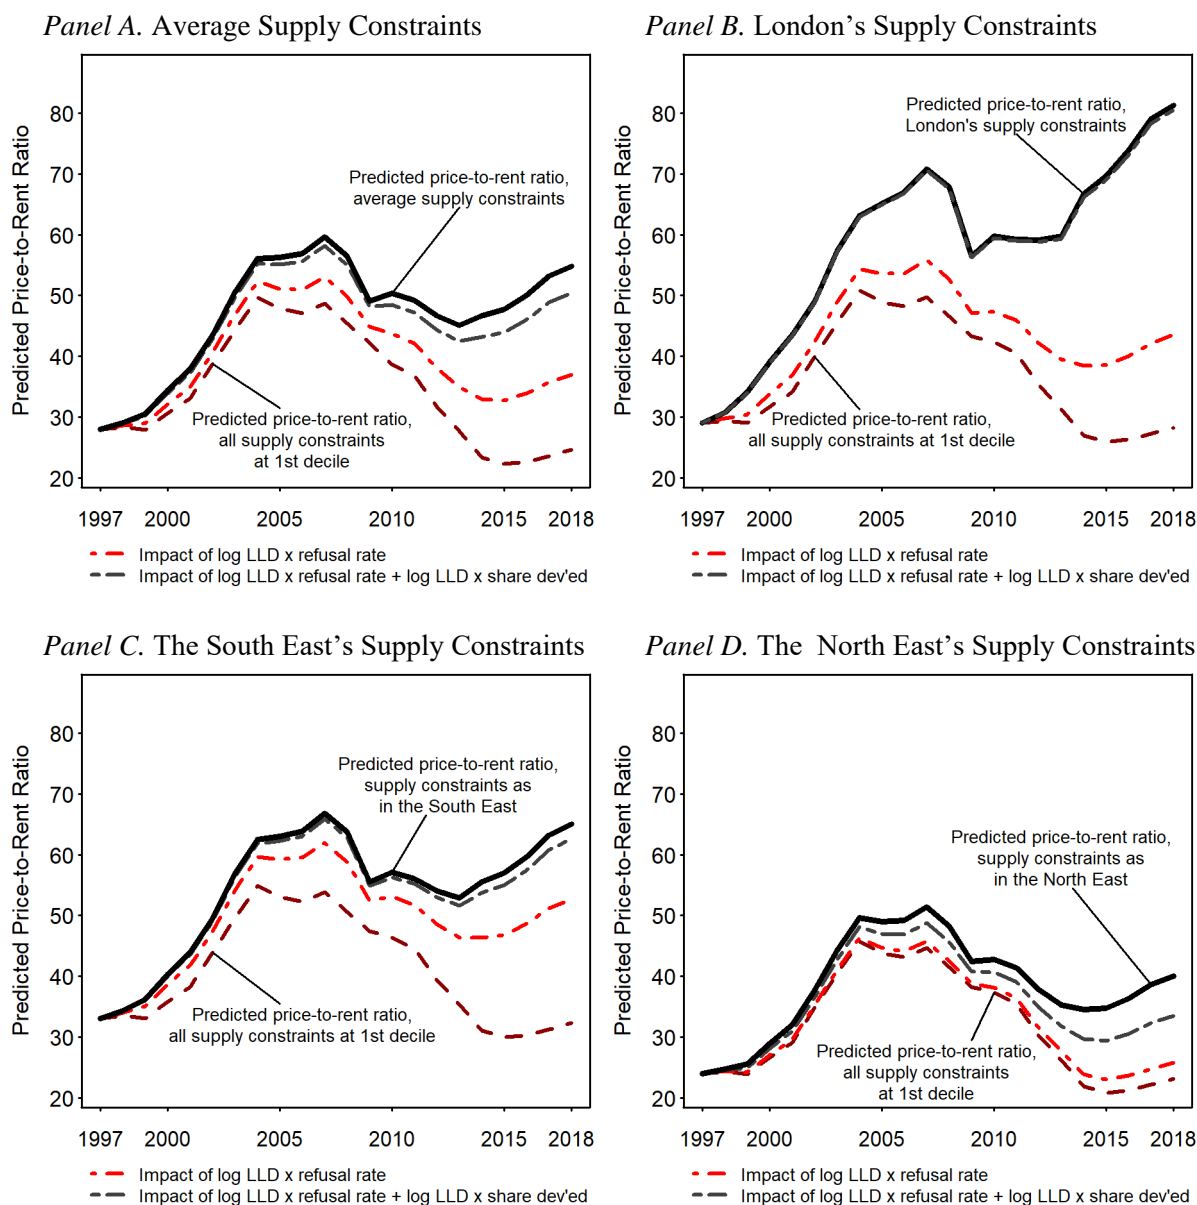 Panel A. Average Supply Constraints
Predicted Price-to-Rent Ratio
80
70
60
50
40
30
20
Predicted price-to-rent ratio,
average supply constraints
Predicted price-to-rent ratio,
all supply constraints
at 1st decile
1997 2000 2005 2010 2015 2018
Impact of log LLD x refusal rate
Impact of log LLD x refusal rate + log LLD x share dev'ed
Panel B. London's Supply Constraints
Predicted Price-to-Rent Ratio
80
70
60
50
40
30
20
Predicted price-to-rent ratio,
London's supply constraints
Predicted price-to-rent ratio,
all supply constraints at 1st decile
1997 2000 2005 2010 2015 2018
Impact of log LLD x refusal rate
Impact of log LLD x refusal rate + log LLD x share dev'ed
Panel C. The South East's Supply Constraints
Predicted Price-to-Rent Ratio
80
70
60
50
40
30
20
Predicted price-to-rent ratio,
supply constraints as
in the South East
Predicted price-to-rent ratio,
all supply constraints at 1st decile
1997 2000 2005 2010 2015 2018
Impact of log LLD x refusal rate
Impact of log LLD x refusal rate + log LLD x share dev'ed
Panel D. The North East's Supply Constraints
Predicted Price-to-Rent Ratio
80
70
60
50
40
30
20
Predicted price-to-rent ratio,
supply constraints as
in the North East
Predicted price-to-rent ratio,
all supply constraints
at 1st decile
1997 2000 2005 2010 2015 2018
Impact of log LLD x refusal rate
Impact of log LLD x refusal rate + log LLD x share dev'ed